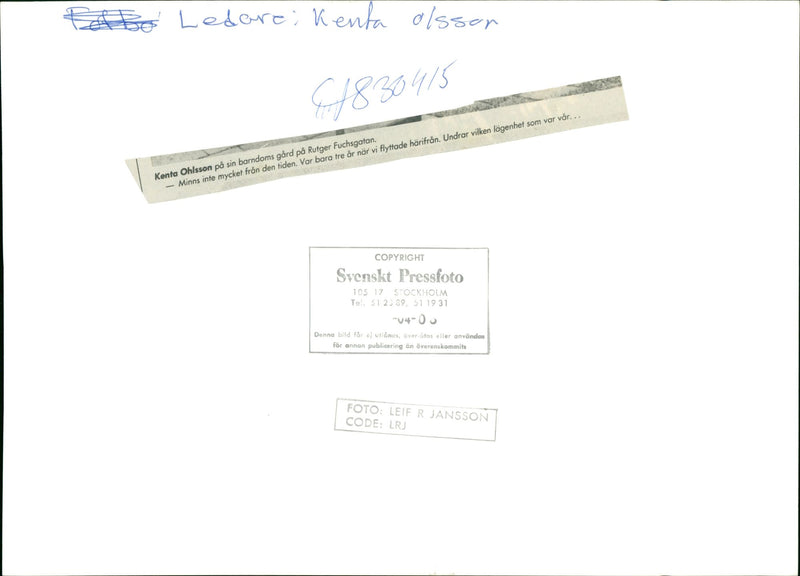 Ledare: Kenta Olsson
830415
Kenta Ohlsson på sin barndoms gård på Rutger Fuchsgatan.
— Minns inte mycket från den tiden. Var bara tre år när vi flyttade härifrån. Undrar vilken lägenhet som var vår...
COPYRIGHT
Svenskt Pressfoto
105 17 STOCKHOLM
Tel. 51 23 89, 51 19 31
Denna bild får ej utlånas, överlåtas eller användas
för annan publicering än överenskommits
FOTO: LEIF R JANSSON
CODE: LRJ